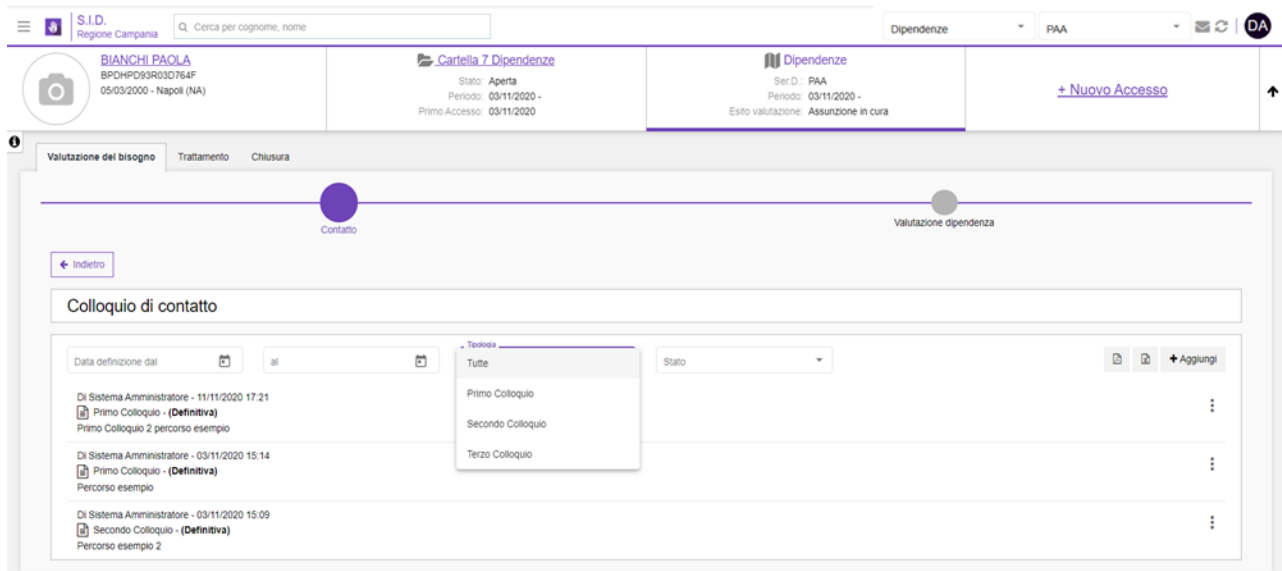 S.I.D.
Regione Campania
Cerca per cognome, nome
Dipendenze
PAA
DA
BIANCHI PAOLA
BPDHPD93R03D764F
05/03/2000 - Napoli (NA)
Cartella 7 Dipendenze
Stato: Aperta
Periodo: 03/11/2020 -
Primo Accesso: 03/11/2020
Dipendenze
Ser.D.: PAA
Periodo: 03/11/2020 -
Esito valutazione: Assunzione in cura
+ Nuovo Accesso
Valutazione del bisogno
Trattamento
Chiusura
Contatto
Valutazione dipendenza
Indietro
Colloquio di contatto
Data definizione dal
al
Tipologia
Tutte
Primo Colloquio
Secondo Colloquio
Terzo Colloquio
Stato
+ Aggiungi
Di Sistema Amministratore - 11/11/2020 17:21
Primo Colloquio - (Definitiva)
Primo Colloquio 2 percorso esempio
Di Sistema Amministratore - 03/11/2020 15:14
Primo Colloquio - (Definitiva)
Percorso esempio
Di Sistema Amministratore - 03/11/2020 15:09
Secondo Colloquio - (Definitiva)
Percorso esempio 2